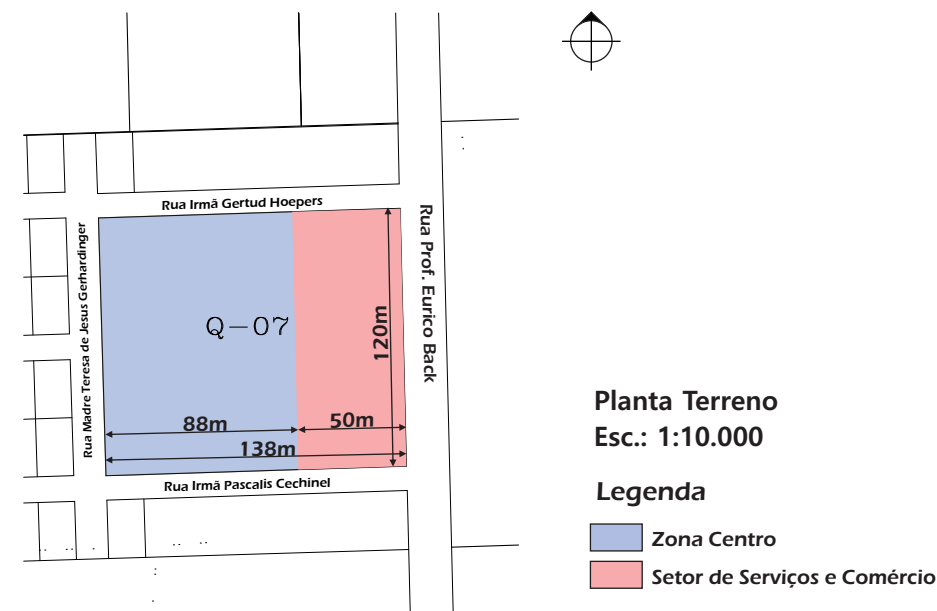 Rua Irmã Gertud Hoepers
Rua Madre Teresa de Jesus Gerhardinger
Rua Prof. Eurico Back
Q-07
120m
88m
50m
138m
Rua Irmã Pascalis Cechinel
Planta Terreno
Esc.: 1:10.000
Legenda
Zona Centro
Setor de Serviços e Comércio